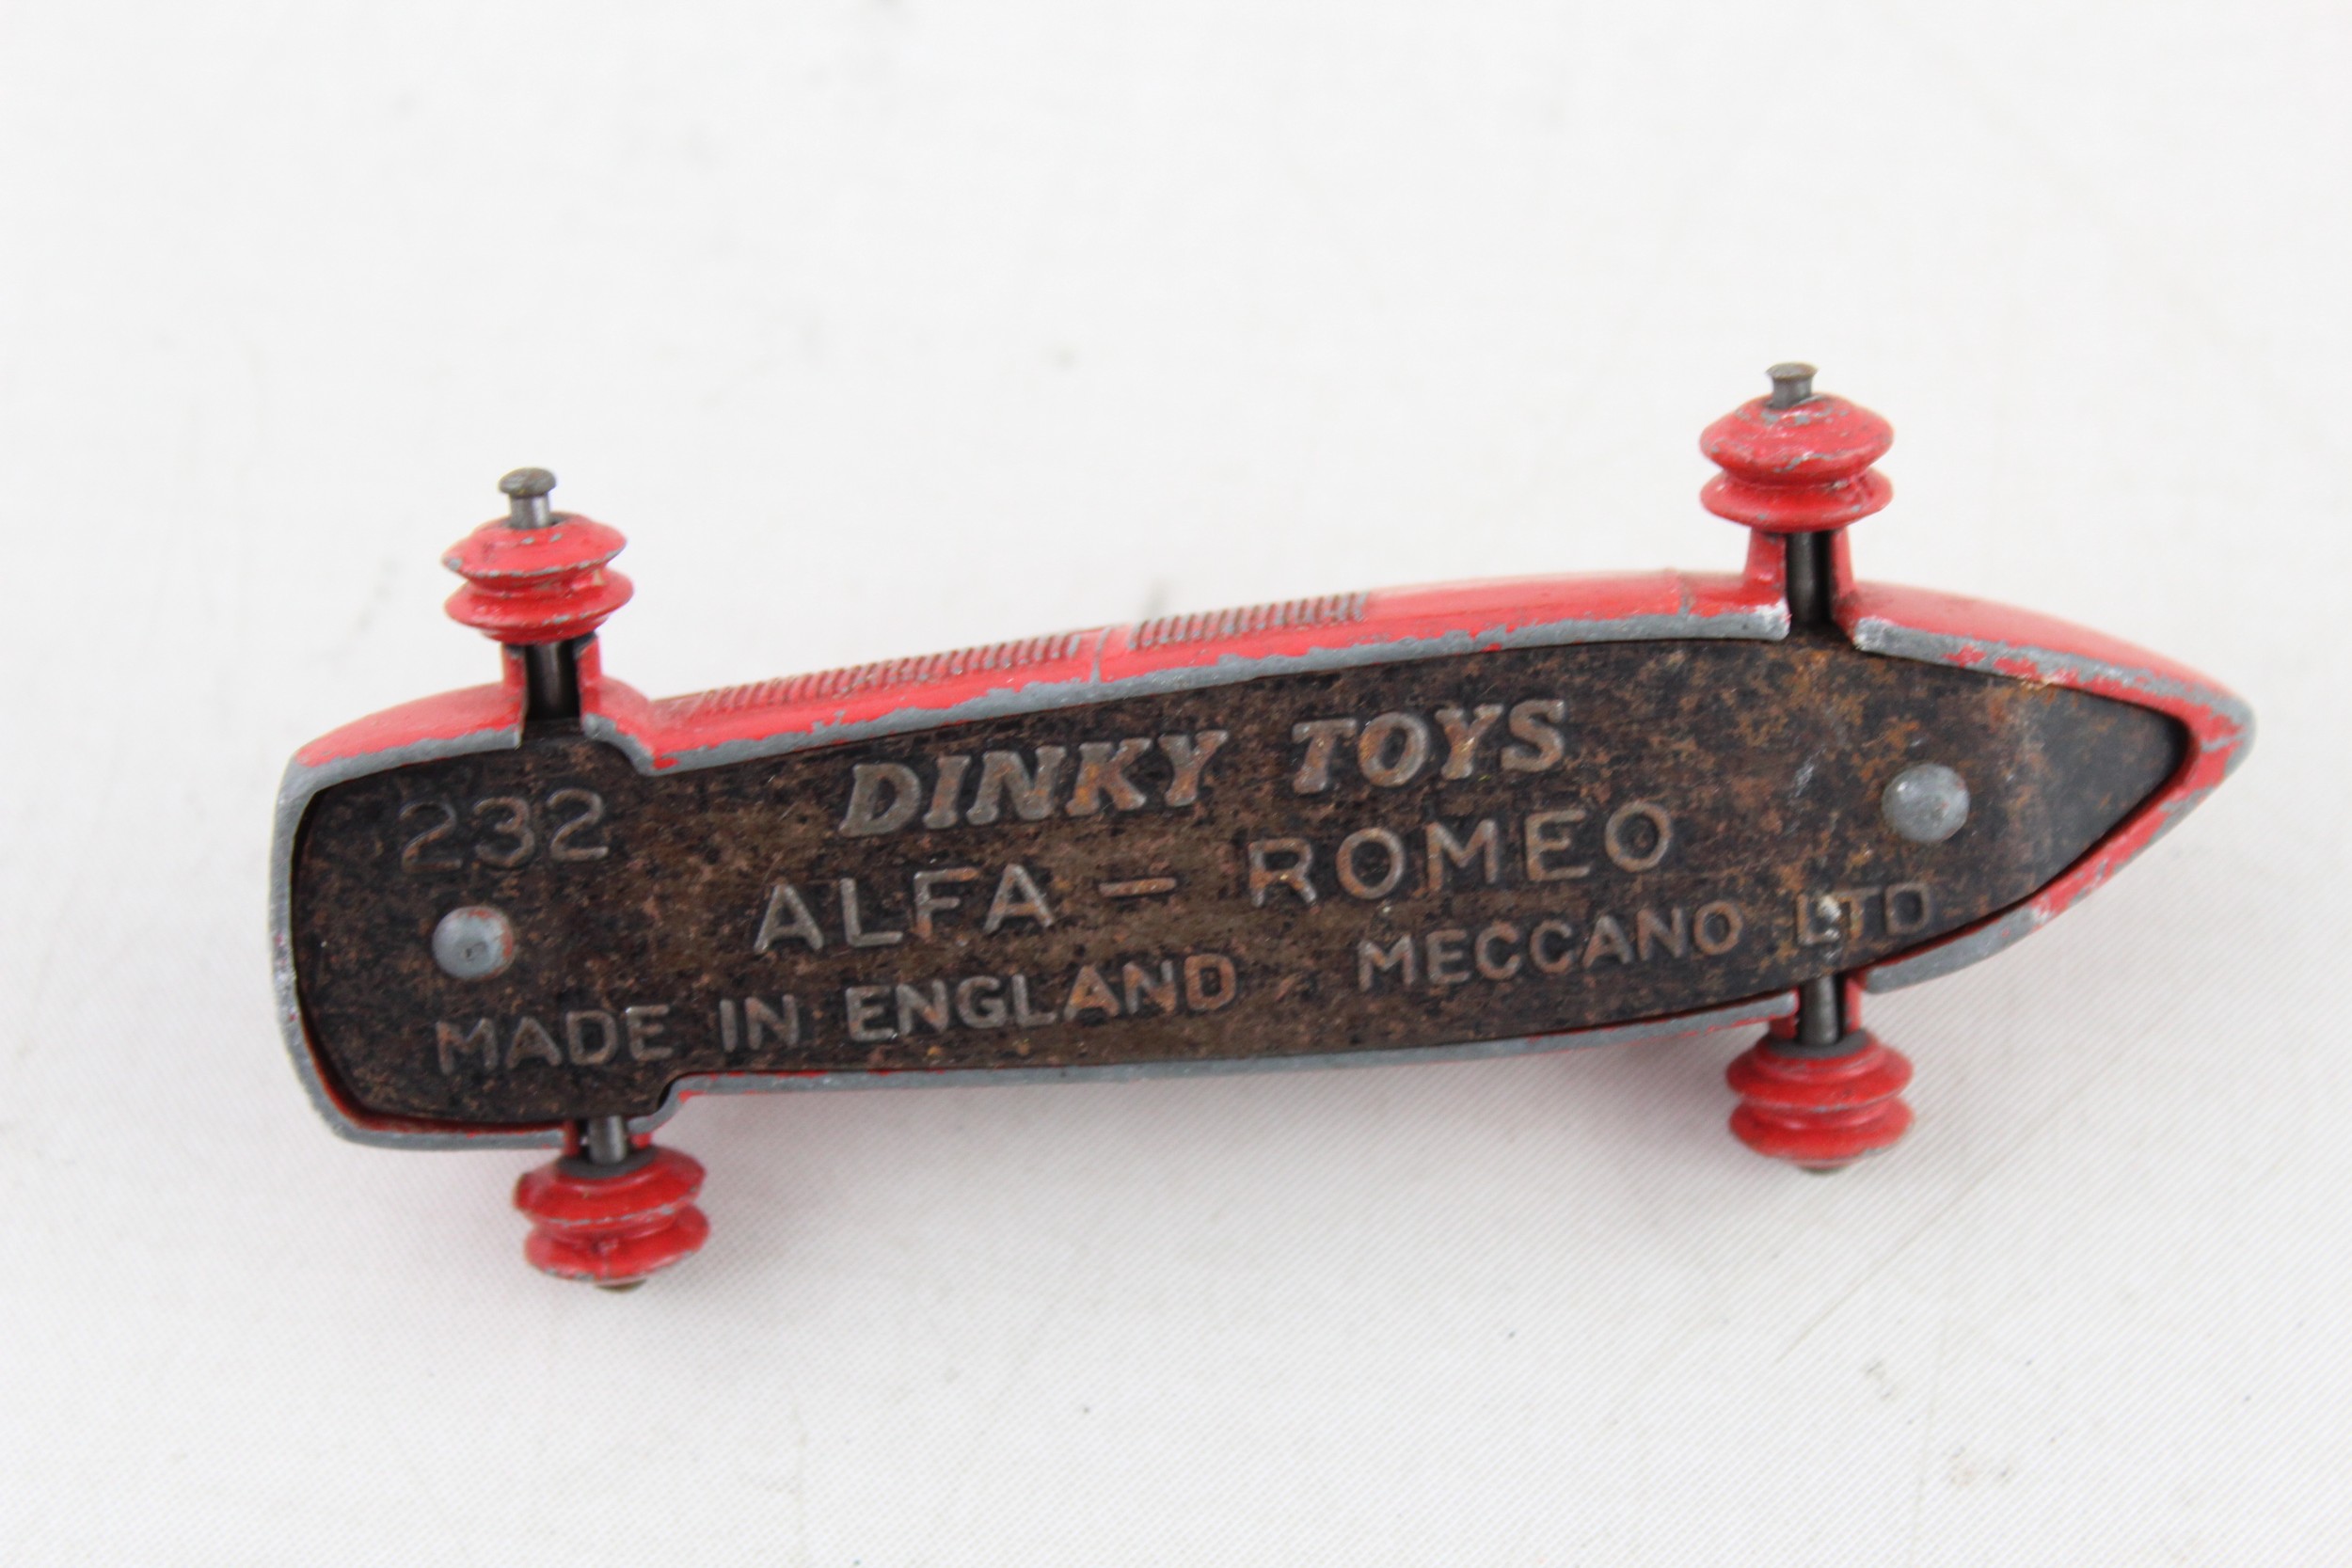 232
DINKY TOYS
ALFA - ROMEO
MADE IN ENGLAND MECCANO LTD